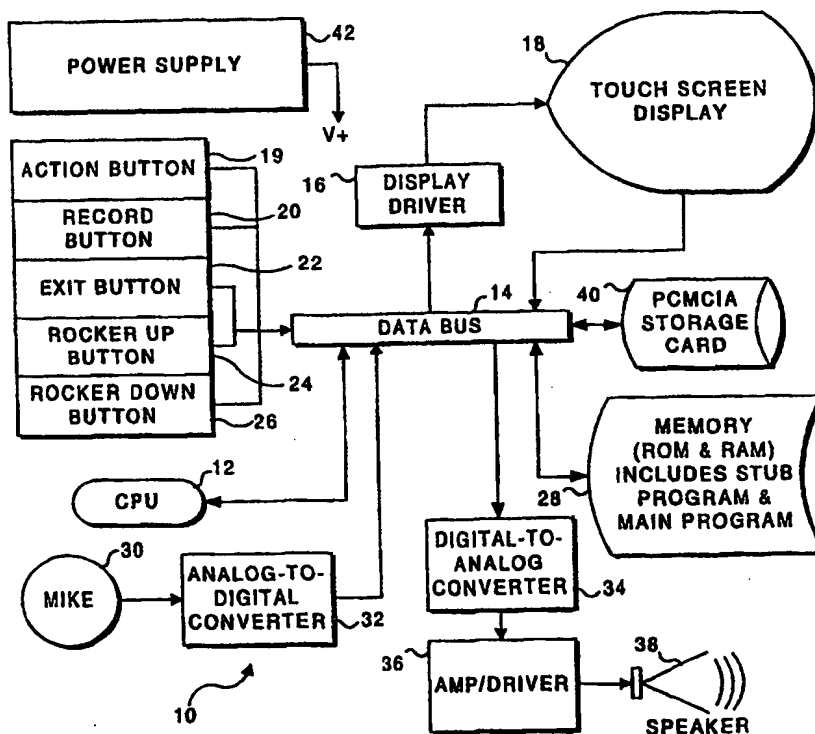 42
POWER SUPPLY
V+
18
TOUCH SCREEN
DISPLAY
ACTION BUTTON
19
RECORD
BUTTON
20
EXIT BUTTON
22
ROCKER UP
BUTTON
24
ROCKER DOWN
BUTTON
26
16
DISPLAY
DRIVER
14
DATA BUS
40
PCMCIA
STORAGE
CARD
MEMORY
(ROM & RAM)
INCLUDES STUB
PROGRAM &
MAIN PROGRAM
28
12
CPU
30
MIKE
ANALOG-TO-
DIGITAL
CONVERTER
32
DIGITAL-TO-
ANALOG
CONVERTER
34
36
AMP/DRIVER
38
SPEAKER
10